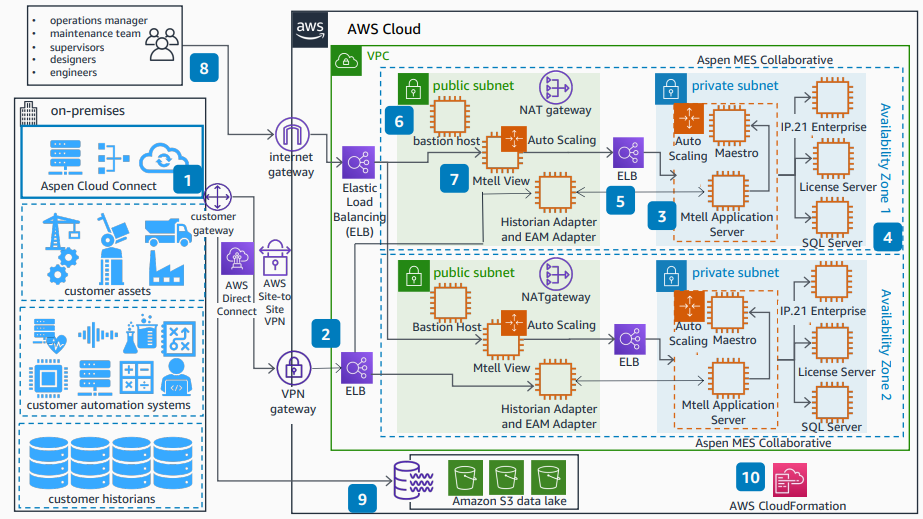 • operations manager
• maintenance team
• supervisors
• designers
• engineers
8
on-premises
Aspen Cloud Connect
1
customer gateway
customer assets
customer automation systems
customer historians
AWS Direct Connect
AWS Site-to Site VPN
internet gateway
VPN gateway
2
9
aws
AWS Cloud
VPC
Aspen MES Collaborative
Elastic Load Balancing (ELB)
ELB
public subnet
NAT gateway
6
bastion host
Auto Scaling
7
Mtell View
Historian Adapter and EAM Adapter
ELB
5
private subnet
Auto Scaling
Maestro
3
Mtell Application Server
IP.21 Enterprise
License Server
SQL Server
Availability Zone 1
4
public subnet
NATgateway
Bastion Host
Auto Scaling
Mtell View
Historian Adapter and EAM Adapter
ELB
private subnet
Auto Scaling
Maestro
Mtell Application Server
IP.21 Enterprise
License Server
SQL Server
Availability Zone 2
Aspen MES Collaborative
Amazon S3 data lake
10
AWS CloudFormation